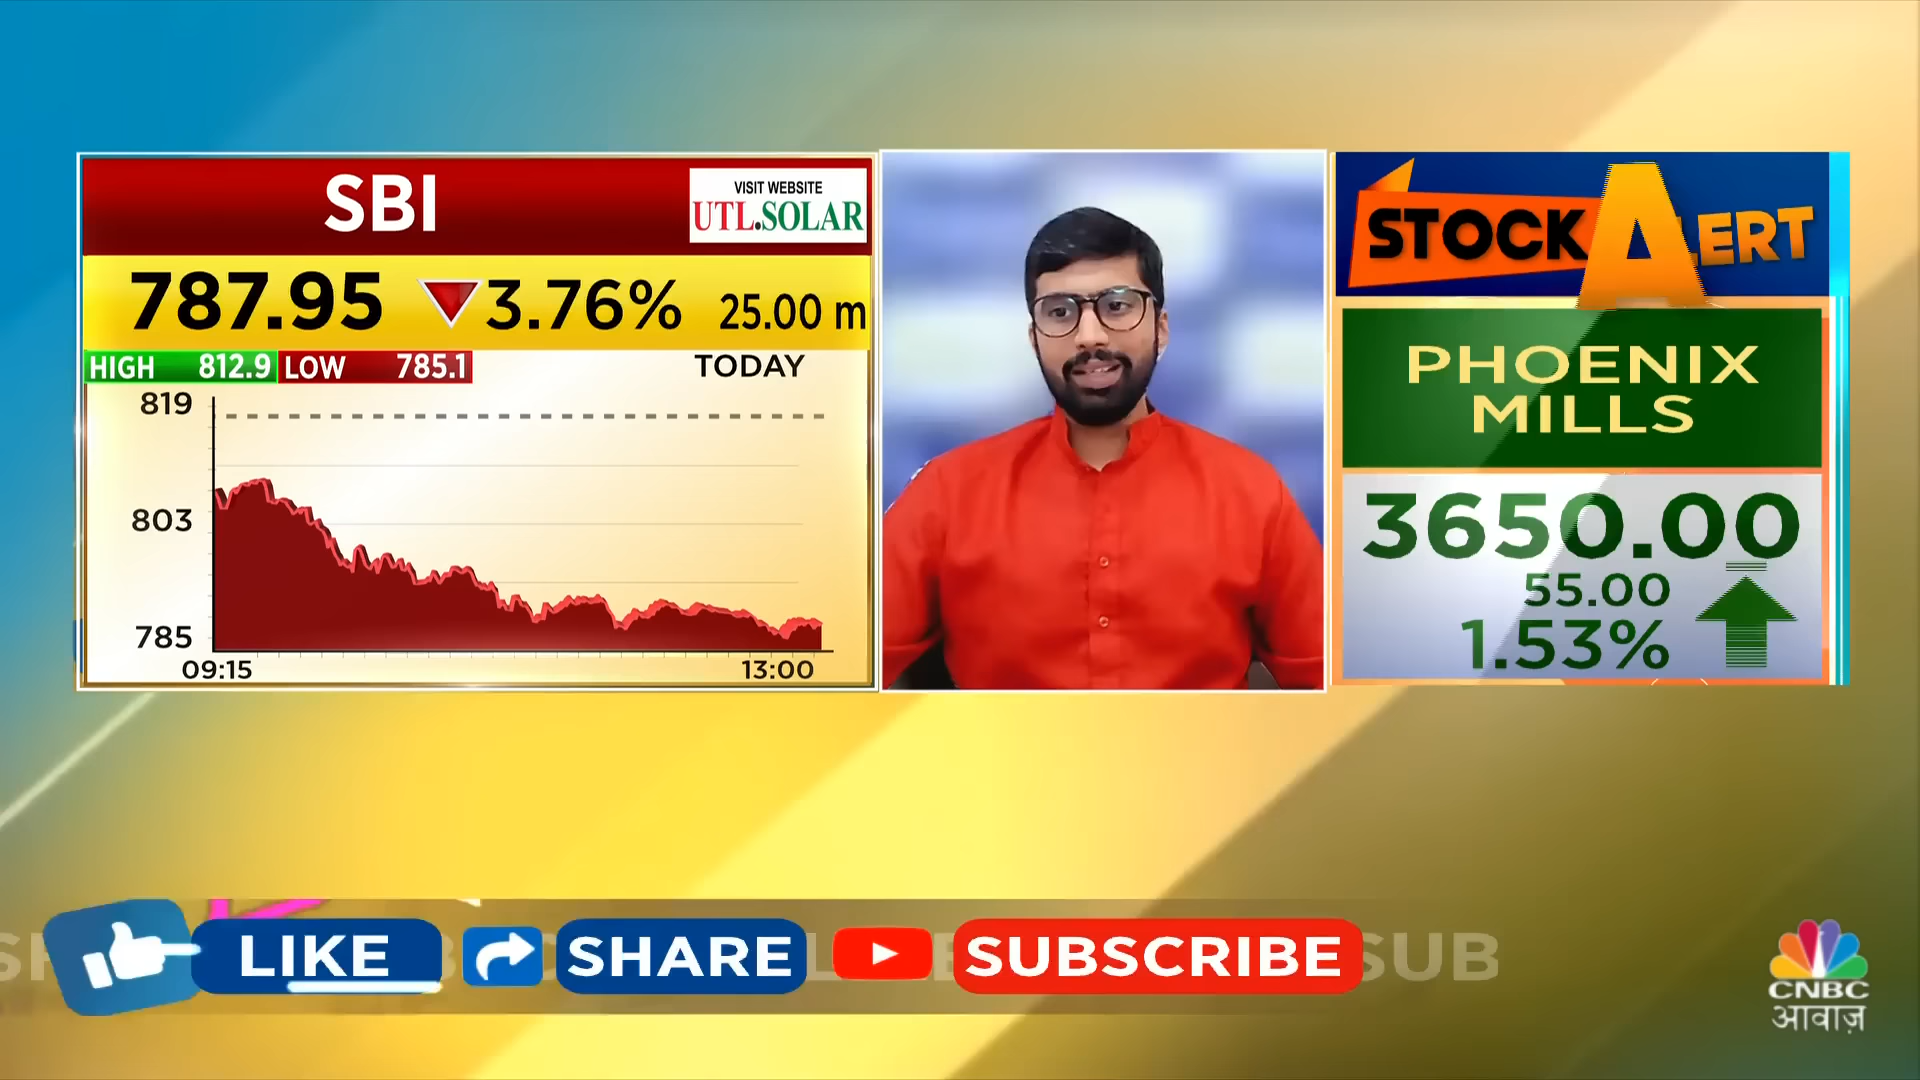 SBI
VISIT WEBSITE
UTL.SOLAR
787.95 3.76% 25.00 m
HIGH 812.9 LOW 785.1 TODAY
819
803
785
09:15 13:00
STOCK ALERT
PHOENIX
MILLS
3650.00
55.00
1.53%
LIKE SHARE SUBSCRIBE SUB
CNBC
आवाज़